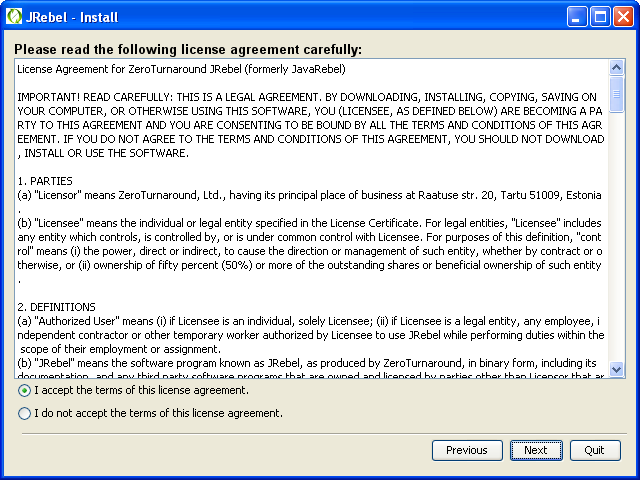 JRebel - Install
Please read the following license agreement carefully:
License Agreement for ZeroTurnaround JRebel (formerly JavaRebel)
IMPORTANT! READ CAREFULLY: THIS IS A LEGAL AGREEMENT. BY DOWNLOADING, INSTALLING, COPYING, SAVING ON
YOUR COMPUTER, OR OTHERWISE USING THIS SOFTWARE, YOU (LICENSEE, AS DEFINED BELOW) ARE BECOMING A PA
RTY TO THIS AGREEMENT AND YOU ARE CONSENTING TO BE BOUND BY ALL THE TERMS AND CONDITIONS OF THIS AGR
EEMENT. IF YOU DO NOT AGREE TO THE TERMS AND CONDITIONS OF THIS AGREEMENT, YOU SHOULD NOT DOWNLOAD
, INSTALL OR USE THE SOFTWARE.
1. PARTIES
(a) "Licensor" means ZeroTurnaround, Ltd., having its principal place of business at Raatuse str. 20, Tartu 51009, Estonia
.
(b) "Licensee" means the individual or legal entity specified in the License Certificate. For legal entities, "Licensee" includes
any entity which controls, is controlled by, or is under common control with Licensee. For purposes of this definition, "cont
rol" means (i) the power, direct or indirect, to cause the direction or management of such entity, whether by contract or o
therwise, or (ii) ownership of fifty percent (50%) or more of the outstanding shares or beneficial ownership of such entity
.
2. DEFINITIONS
(a) "Authorized User" means (i) if Licensee is an individual, solely Licensee; (ii) if Licensee is a legal entity, any employee, i
ndependent contractor or other temporary worker authorized by Licensee to use JRebel while performing duties within the
scope of their employment or assignment.
(b) "JRebel" means the software program known as JRebel, as produced by ZeroTurnaround, in binary form, including its
documentation, and any third party software programs that are owned and licensed by parties other than Licensor that ar
I accept the terms of this license agreement.
I do not accept the terms of this license agreement.
Previous
Next
Quit